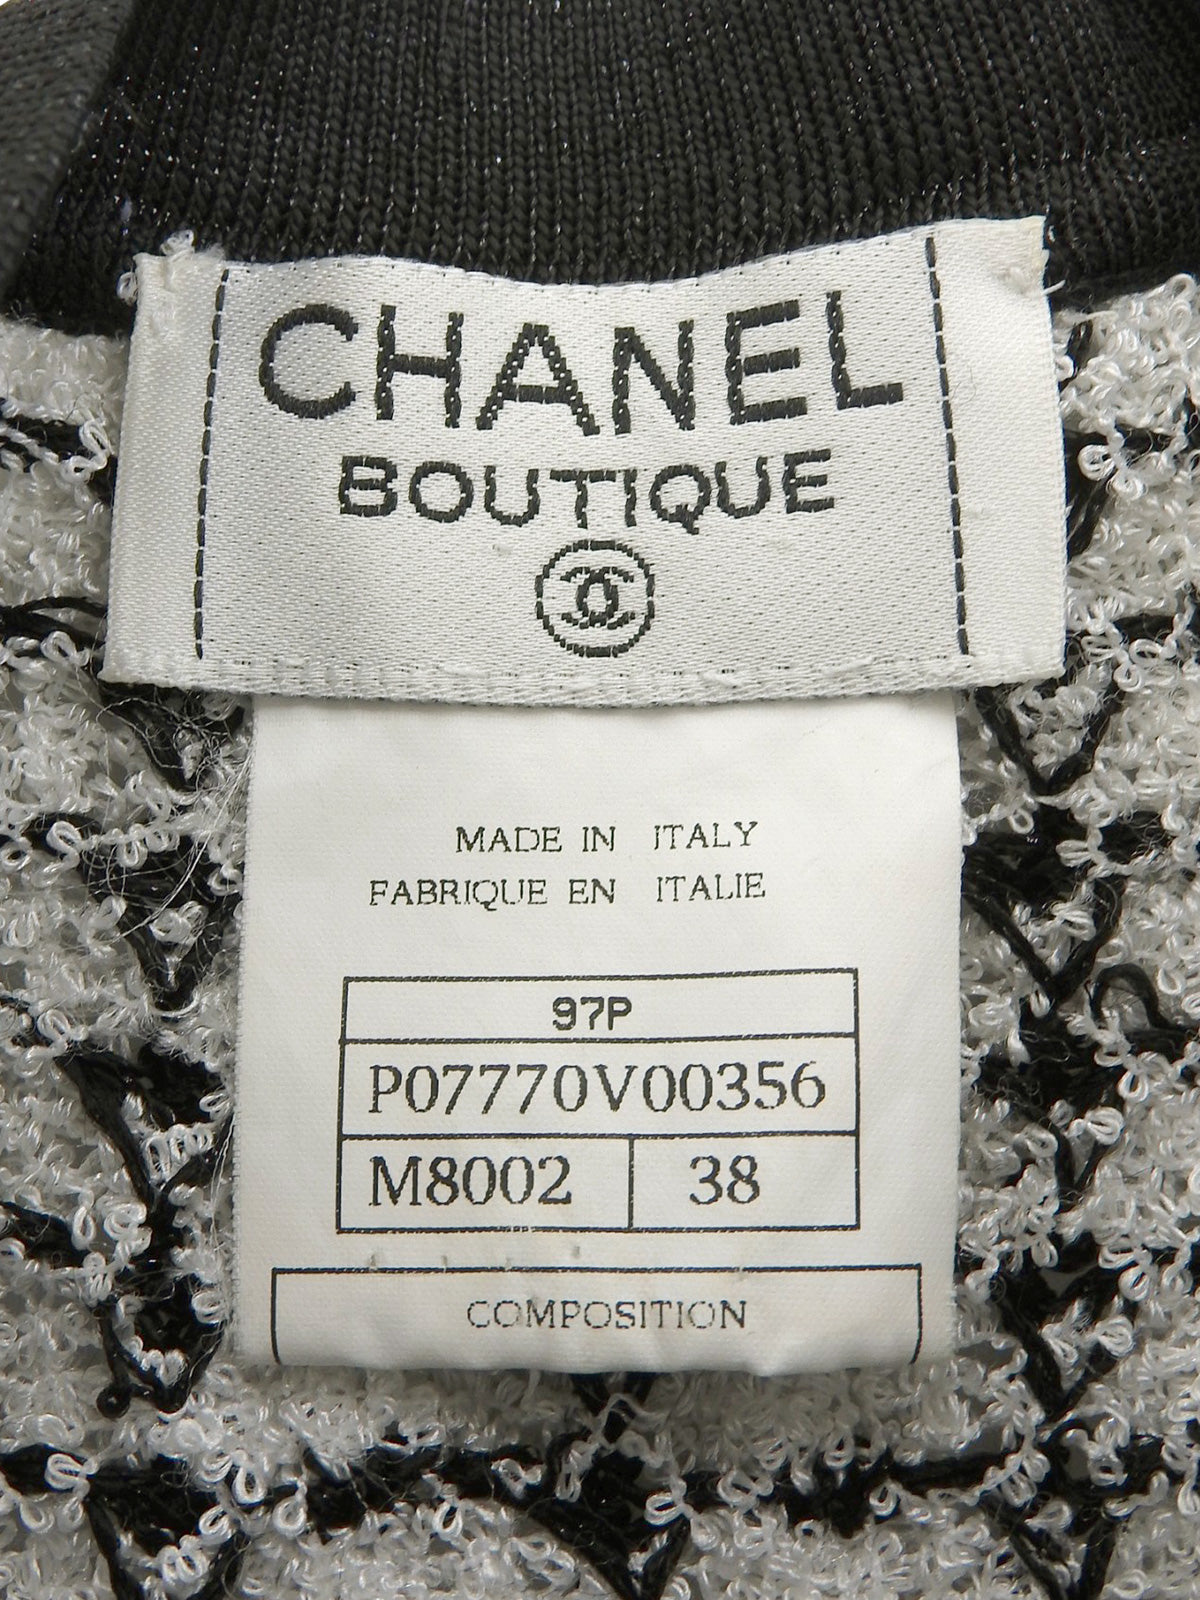 CHANEL
BOUTIQUE
MADE IN ITALY
FABRIQUE EN ITALIE
97P
P07770V00356
M8002 38
COMPOSITION